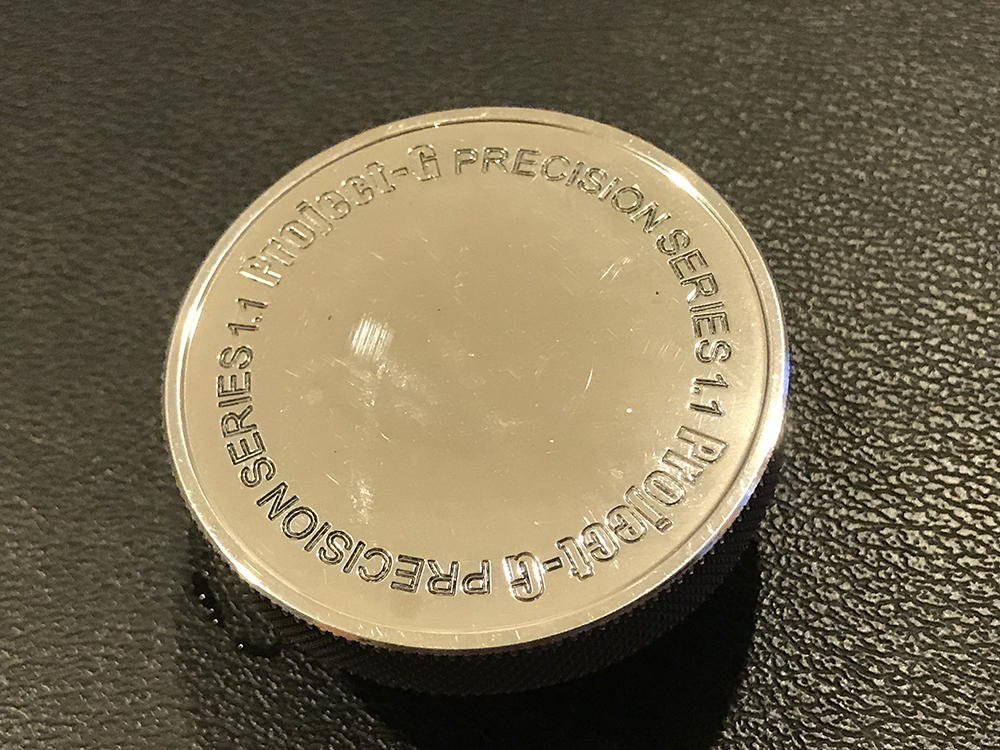 Project-G PRECISION SERIES 1.1 Project-G PRECISION SERIES 1.1